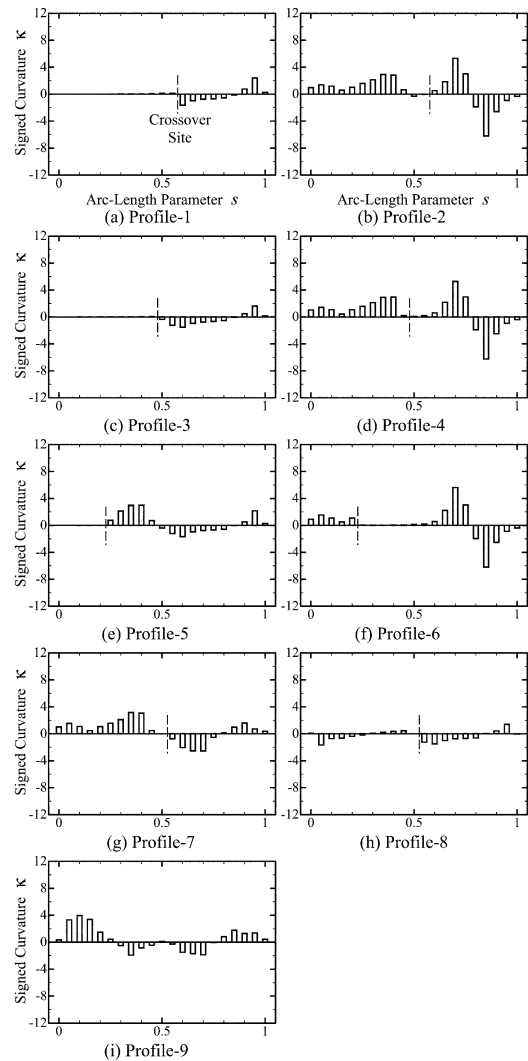 Signed Curvature κ
12
8
4
0
-4
-8
-12
Crossover
Site
0 0.5 1
Arc-Length Parameter s
(a) Profile-1
12
8
4
0
-4
-8
-12
0 0.5 1
Arc-Length Parameter s
(b) Profile-2
Signed Curvature κ
12
8
4
0
-4
-8
-12
0 0.5 1
(c) Profile-3
12
8
4
0
-4
-8
-12
0 0.5 1
(d) Profile-4
Signed Curvature κ
12
8
4
0
-4
-8
-12
0 0.5 1
(e) Profile-5
12
8
4
0
-4
-8
-12
0 0.5 1
(f) Profile-6
Signed Curvature κ
12
8
4
0
-4
-8
-12
0 0.5 1
(g) Profile-7
12
8
4
0
-4
-8
-12
0 0.5 1
(h) Profile-8
Signed Curvature κ
12
8
4
0
-4
-8
-12
0 0.5 1
(i) Profile-9